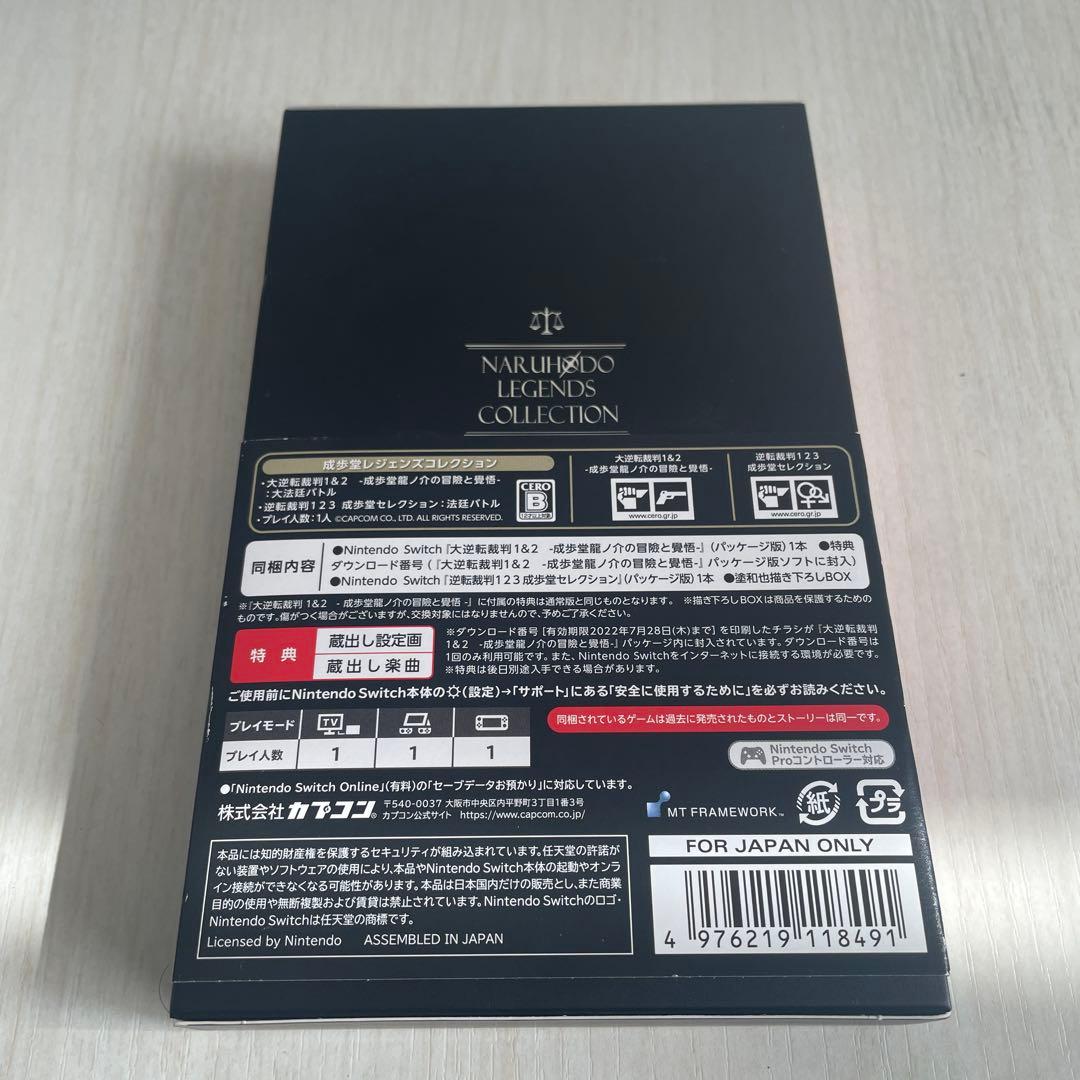 NARUHODO
LEGENDS
COLLECTION
成歩堂レジェンズコレクション
・大逆転裁判1&2 -成歩堂龍ノ介の冒險と覺悟-
：大法廷バトル
・逆転裁判123 成歩堂セレクション：法廷バトル
・プレイ人数：1人 ©CAPCOM CO., LTD. ALL RIGHTS RESERVED.
CERO
B
12才以上対象
大逆転裁判1&2
-成歩堂龍ノ介の冒險と覺悟-
www.cero.gr.jp
逆転裁判123
成歩堂セレクション
www.cero.gr.jp
同梱内容
●Nintendo Switch『大逆転裁判1&2 -成歩堂龍ノ介の冒險と覺悟-』(パッケージ版)1本 ●特典
ダウンロード番号(『大逆転裁判1&2 -成歩堂龍ノ介の冒險と覺悟-』パッケージ版ソフトに封入)
●Nintendo Switch『逆転裁判123成歩堂セレクション』(パッケージ版)1本 ●塗和也描き下ろしBOX
※『大逆転裁判 1&2 -成歩堂龍ノ介の冒險と覺悟-』に付属の特典は通常版と同じものとなります。 ※描き下ろしBOXは商品を保護するための
ものです。傷がつく場合がございますが、交換対象にはなりませんので、予めご了承ください。
特典
蔵出し設定画
蔵出し楽曲
※ダウンロード番号 [有効期限2022年7月28日(木)まで] を印刷したチラシが『大逆転裁判
1&2 -成歩堂龍ノ介の冒險と覺悟-』パッケージ内に封入されています。ダウンロード番号は
1回のみ利用可能です。また、Nintendo Switchをインターネットに接続する環境が必要です。
※特典は後日別途入手できる場合があります。
ご使用前にNintendo Switch本体の(設定)→「サポート」にある「安全に使用するために」を必ずお読みください。
プレイモード TV
プレイ人数 1 1 1
同梱されているゲームは過去に発売されたものとストーリーは同一です。
Nintendo Switch
Proコントローラー対応
●「Nintendo Switch Online」(有料)の「セーブデータお預かり」に対応しています。
株式会社カプコン® 〒540-0037 大阪市中央区内平野町3丁目1番3号
カプコン公式サイト https://www.capcom.co.jp/
MT FRAMEWORK™
紙
プラ
本品には知的財産権を保護するセキュリティが組み込まれています。任天堂の許諾が
ない装置やソフトウェアの使用により、本品やNintendo Switch本体の起動やオンラ
イン接続ができなくなる可能性があります。本品は日本国内だけの販売とし、また商業
目的の使用や無断複製および賃貸は禁止されています。Nintendo Switchのロゴ・
Nintendo Switchは任天堂の商標です。
Licensed by Nintendo ASSEMBLED IN JAPAN
FOR JAPAN ONLY
4 976219 118491